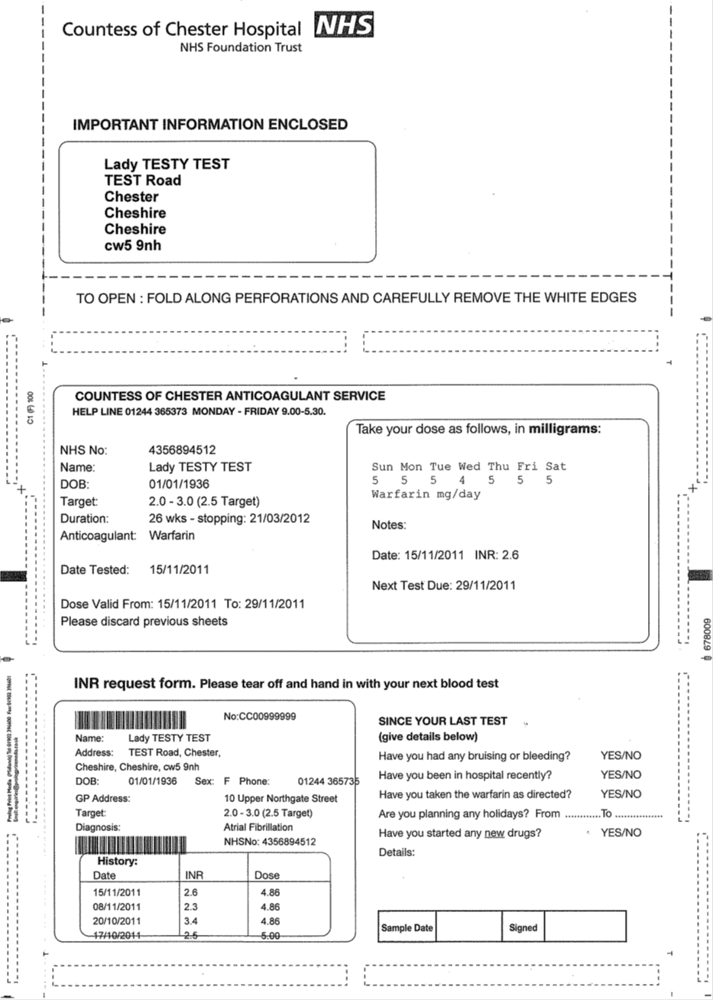 Countess of Chester Hospital NHS
NHS Foundation Trust
IMPORTANT INFORMATION ENCLOSED
Lady TESTY TEST
TEST Road
Chester
Cheshire
Cheshire
cw5 9nh
TO OPEN : FOLD ALONG PERFORATIONS AND CAREFULLY REMOVE THE WHITE EDGES
C1 (F) 100
COUNTESS OF CHESTER ANTICOAGULANT SERVICE
HELP LINE 01244 365373 MONDAY - FRIDAY 9.00-5.30.
NHS No: 4356894512
Name: Lady TESTY TEST
DOB: 01/01/1936
Target: 2.0 - 3.0 (2.5 Target)
Duration: 26 wks - stopping: 21/03/2012
Anticoagulant: Warfarin
Date Tested: 15/11/2011
Dose Valid From: 15/11/2011 To: 29/11/2011
Please discard previous sheets
Take your dose as follows, in milligrams:
Sun Mon Tue Wed Thu Fri Sat
5 5 5 4 5 5 5
Warfarin mg/day
Notes:
Date: 15/11/2011 INR: 2.6
Next Test Due: 29/11/2011
678009
INR request form. Please tear off and hand in with your next blood test
Prolog Print Media (Midlands) Tel: 01902 396600 Fax: 01902 396601
No:CC00999999
Name: Lady TESTY TEST
Address: TEST Road, Chester,
Cheshire, Cheshire, cw5 9nh
DOB: 01/01/1936 Sex: F Phone: 01244 365735
GP Address: 10 Upper Northgate Street
Target: 2.0 - 3.0 (2.5 Target)
Diagnosis: Atrial Fibrillation
NHSNo: 4356894512
History:
Date INR Dose
15/11/2011 2.6 4.86
08/11/2011 2.3 4.86
20/10/2011 3.4 4.86
17/10/2011 2.5 5.00
SINCE YOUR LAST TEST
(give details below)
Have you had any bruising or bleeding? YES/NO
Have you been in hospital recently? YES/NO
Have you taken the warfarin as directed? YES/NO
Are you planning any holidays? From ............To ................
Have you started any new drugs? YES/NO
Details:
Sample Date Signed